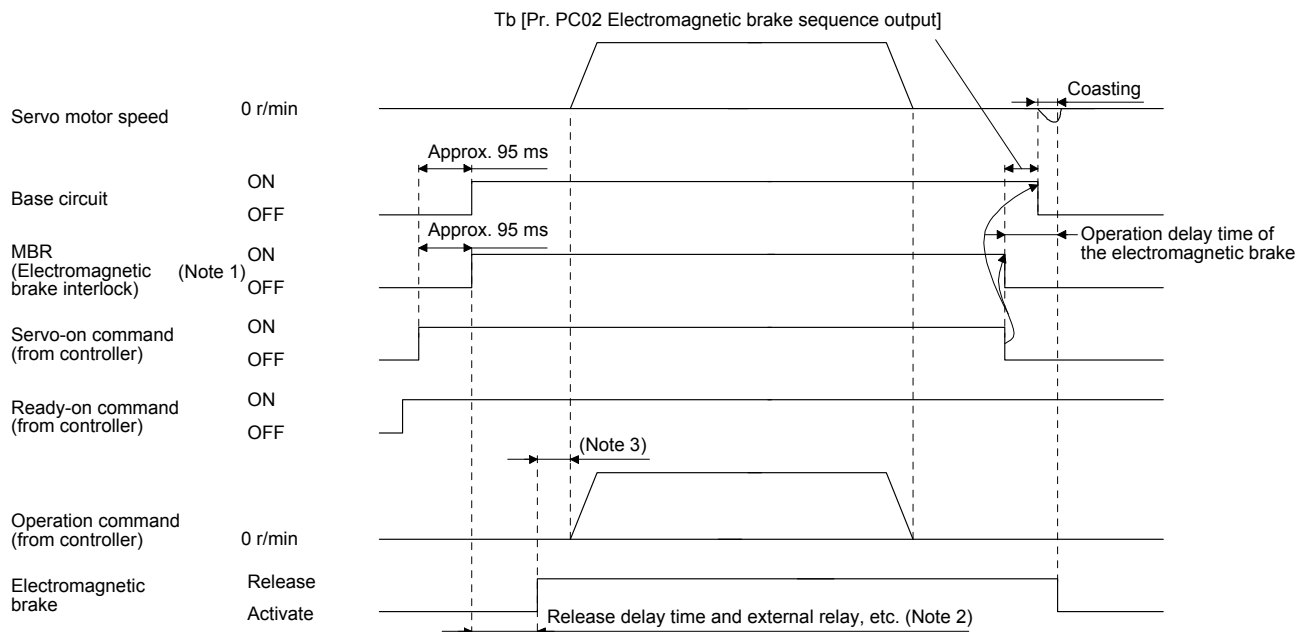 Tb [Pr. PC02 Electromagnetic brake sequence output]
Coasting
Servo motor speed
0 r/min
Approx. 95 ms
Base circuit
ON
OFF
Approx. 95 ms
MBR
(Electromagnetic
brake interlock)
(Note 1)
ON
OFF
Operation delay time of
the electromagnetic brake
Servo-on command
(from controller)
ON
OFF
Ready-on command
(from controller)
ON
OFF
(Note 3)
Operation command
(from controller)
0 r/min
Electromagnetic
brake
Release
Activate
Release delay time and external relay, etc. (Note 2)